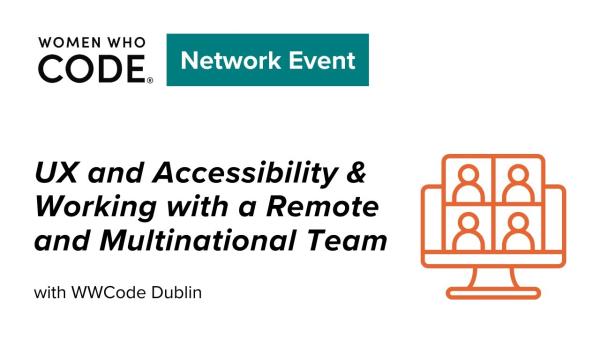 WOMEN WHO
CODE®
Network Event
UX and Accessibility &
Working with a Remote
and Multinational Team
with WWCode Dublin